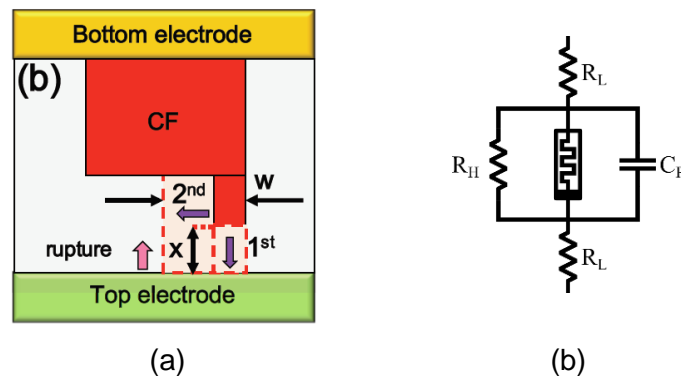 Bottom electrode
(b)
CF
2nd
W
X
1st
rupture
Top electrode
(a)
RL
RH
RL
(b)